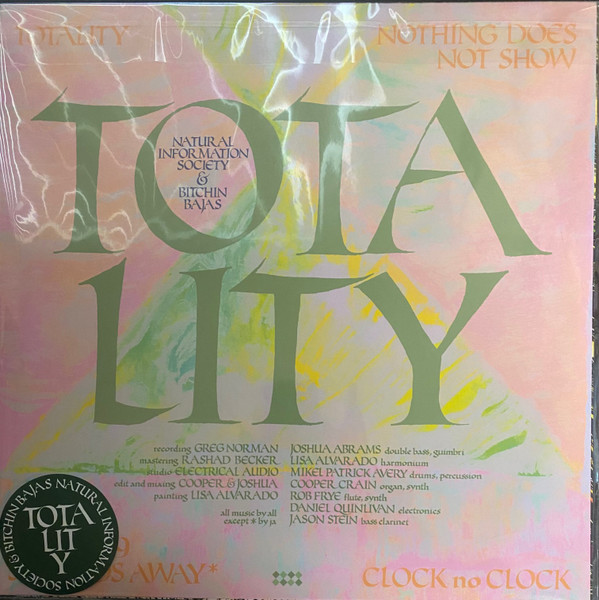 TOTALITY
NOTHING DOES
NOT SHOW
TOTA
LITY
NATURAL
INFORMATION
SOCIETY
&
BITCHIN
BAJAS
recording GREG NORMAN
mastering RASHAD BECKER
studio ELECTRICAL AUDIO
edit and mixing COOPER & JOSHUA
painting LISA ALVARADO
all music by all
except * by ja
JOSHUA ABRAMS double bass, guimbri
LISA ALVARADO harmonium
MIKEL PATRICK AVERY drums, percussion
COOPER CRAIN organ, synth
ROB FRYE flute, synth
DANIEL QUINLIVAN electronics
JASON STEIN bass clarinet
NATURAL INFORMATION SOCIETY & BITCHIN BAJAS
TOTA
LIT
Y
9
AWAY*
CLOCK no CLOCK